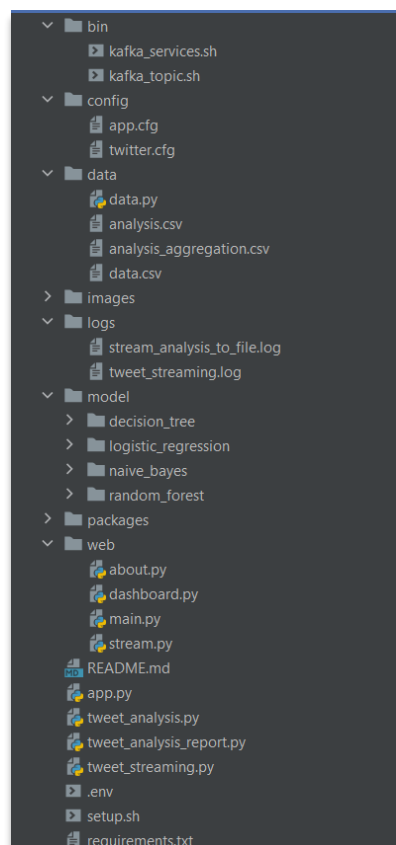 bin
kafka_services.sh
kafka_topic.sh
config
app.cfg
twitter.cfg
data
data.py
analysis.csv
analysis_aggregation.csv
data.csv
images
logs
stream_analysis_to_file.log
tweet_streaming.log
model
decision_tree
logistic_regression
naive_bayes
random_forest
packages
web
about.py
dashboard.py
main.py
stream.py
MD README.md
app.py
tweet_analysis.py
tweet_analysis_report.py
tweet_streaming.py
.env
setup.sh
requirements.txt